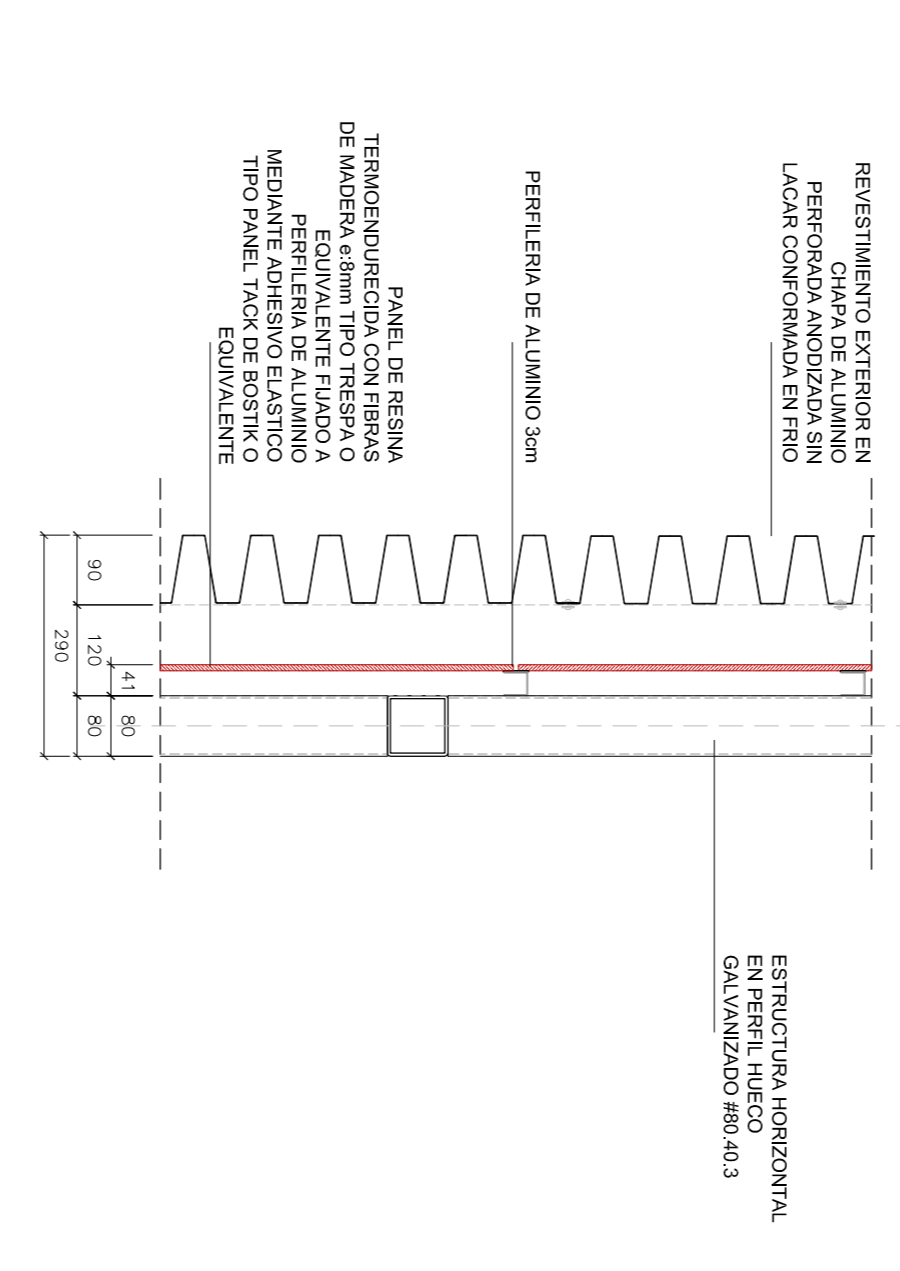 REVESTIMIENTO EXTERIOR EN
CHAPA DE ALUMINIO
PERFORADA ANODIZADA SIN
LACAR CONFORMADA EN FRIO
PERFILERIA DE ALUMINIO 3cm
PANEL DE RESINA
TERMOENDURECIDA CON FIBRAS
DE MADERA e:8mm TIPO TRESPA O
EQUIVALENTE FIJADO A
PERFILERIA DE ALUMINIO
MEDIANTE ADHESIVO ELASTICO
TIPO PANEL TACK DE BOSTIK O
EQUIVALENTE
ESTRUCTURA HORIZONTAL
EN PERFIL HUECO
GALVANIZADO #80.40.3
41
80
90
120
80
290